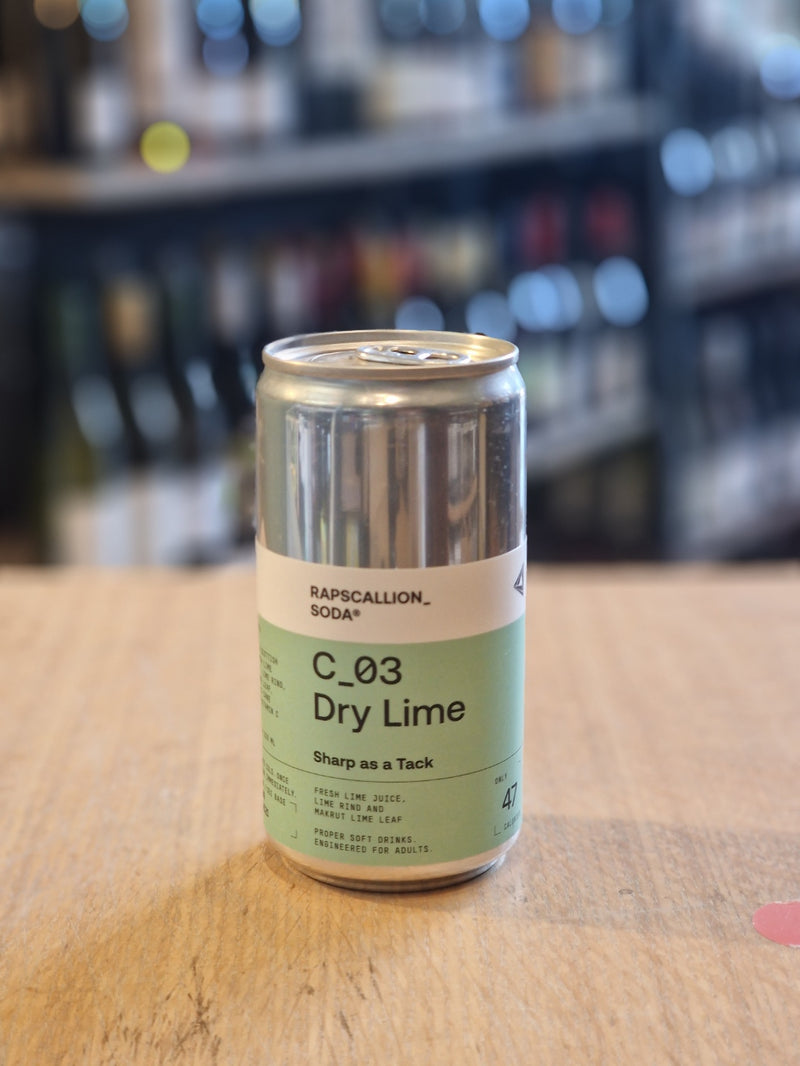 RAPSCALLION_
SODA®
C_03
Dry Lime
Sharp as a Tack
FRESH LIME JUICE,
LIME RIND AND
MAKRUT LIME LEAF
PROPER SOFT DRINKS.
ENGINEERED FOR ADULTS.
ONLY
47